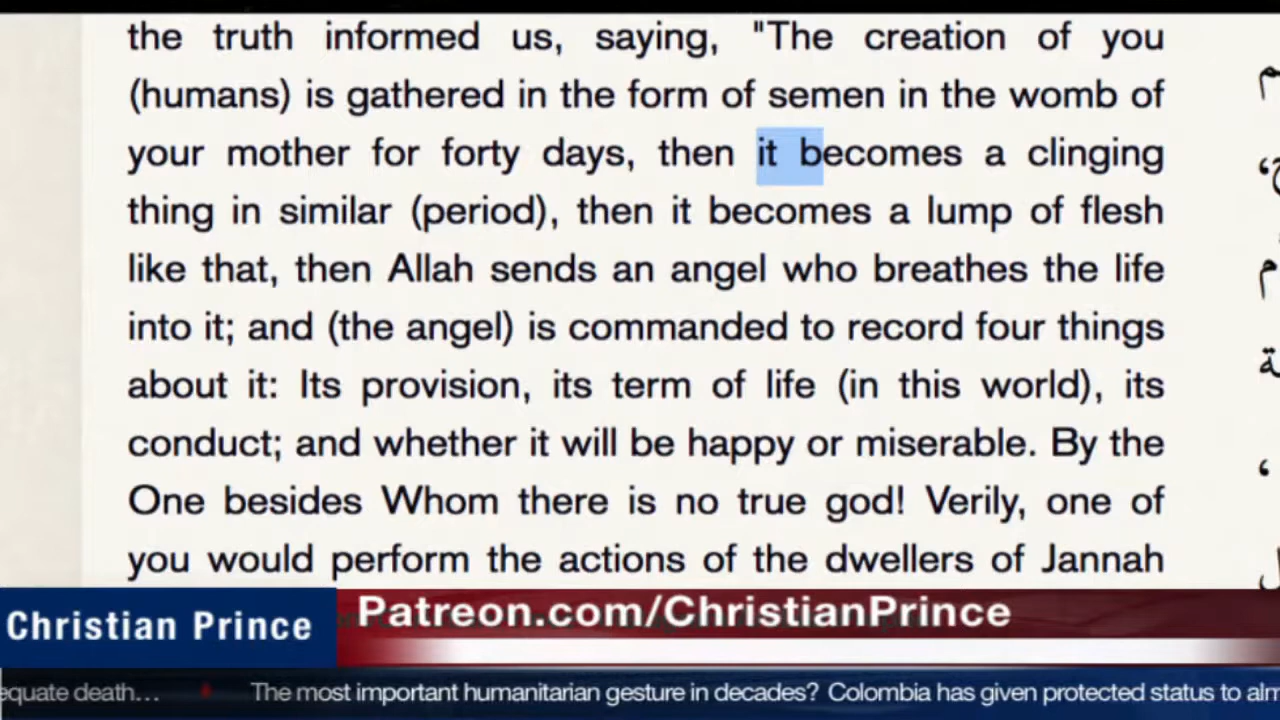 the truth informed us, saying, "The creation of you
(humans) is gathered in the form of semen in the womb of
your mother for forty days, then it becomes a clinging
thing in similar (period), then it becomes a lump of flesh
like that, then Allah sends an angel who breathes the life
into it; and (the angel) is commanded to record four things
about it: Its provision, its term of life (in this world), its
conduct; and whether it will be happy or miserable. By the
One besides Whom there is no true god! Verily, one of
you would perform the actions of the dwellers of Jannah
Christian Prince
Patreon.com/ChristianPrince
equate death... The most important humanitarian gesture in decades? Colombia has given protected status to alm